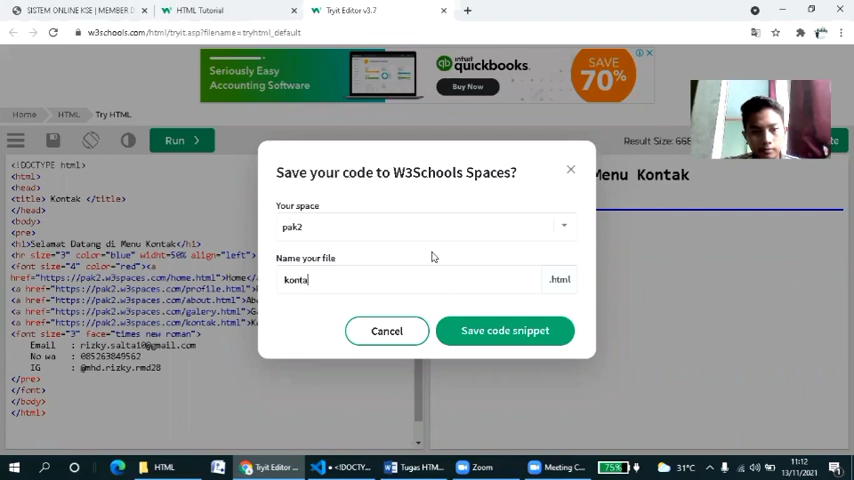 SISTEM ONLINE KSE | MEMBER D
HTML Tutorial
Tryit Editor v3.7
w3schools.com/html/tryit.asp?filename=tryhtml_default
Seriously Easy
Accounting Software
intuit
quickbooks.
Buy Now
SAVE
70%
Home
HTML
Try HTML
Run
Result Size: 668
<!DOCTYPE html>
<html>
<head>
<title> Kontak </title>
</head>
<body>
<pre>
<h1>Selamat Datang di Menu Kontak</h1>
<hr size="3" color="blue" widht=50% align="left">
<font size="4" color="red"><a
href="https://pak2.w3spaces.com/home.html">Home</
<a href="https://pak2.w3spaces.com/profile.html">
<a href="https://pak2.w3spaces.com/about.html">Ab
<a href="https://pak2.w3spaces.com/galery.html">G
<a href="https://pak2.w3spaces.com/kontak.html">K
<font size="3" face="times new roman">
Email : rizky.salta10@gmail.com
No wa : 085263849562
IG : @mhd.rizky.rmd28
</pre>
</font>
</body>
</html>
Menu Kontak
Save your code to W3Schools Spaces?
Your space
pak2
Name your file
konta
.html
Cancel
Save code snippet
HTML
Tryit Editor ...
<!DOCTY...
Tugas HTM...
Zoom
Meeting C...
75%
31°C
11:12
13/11/2021